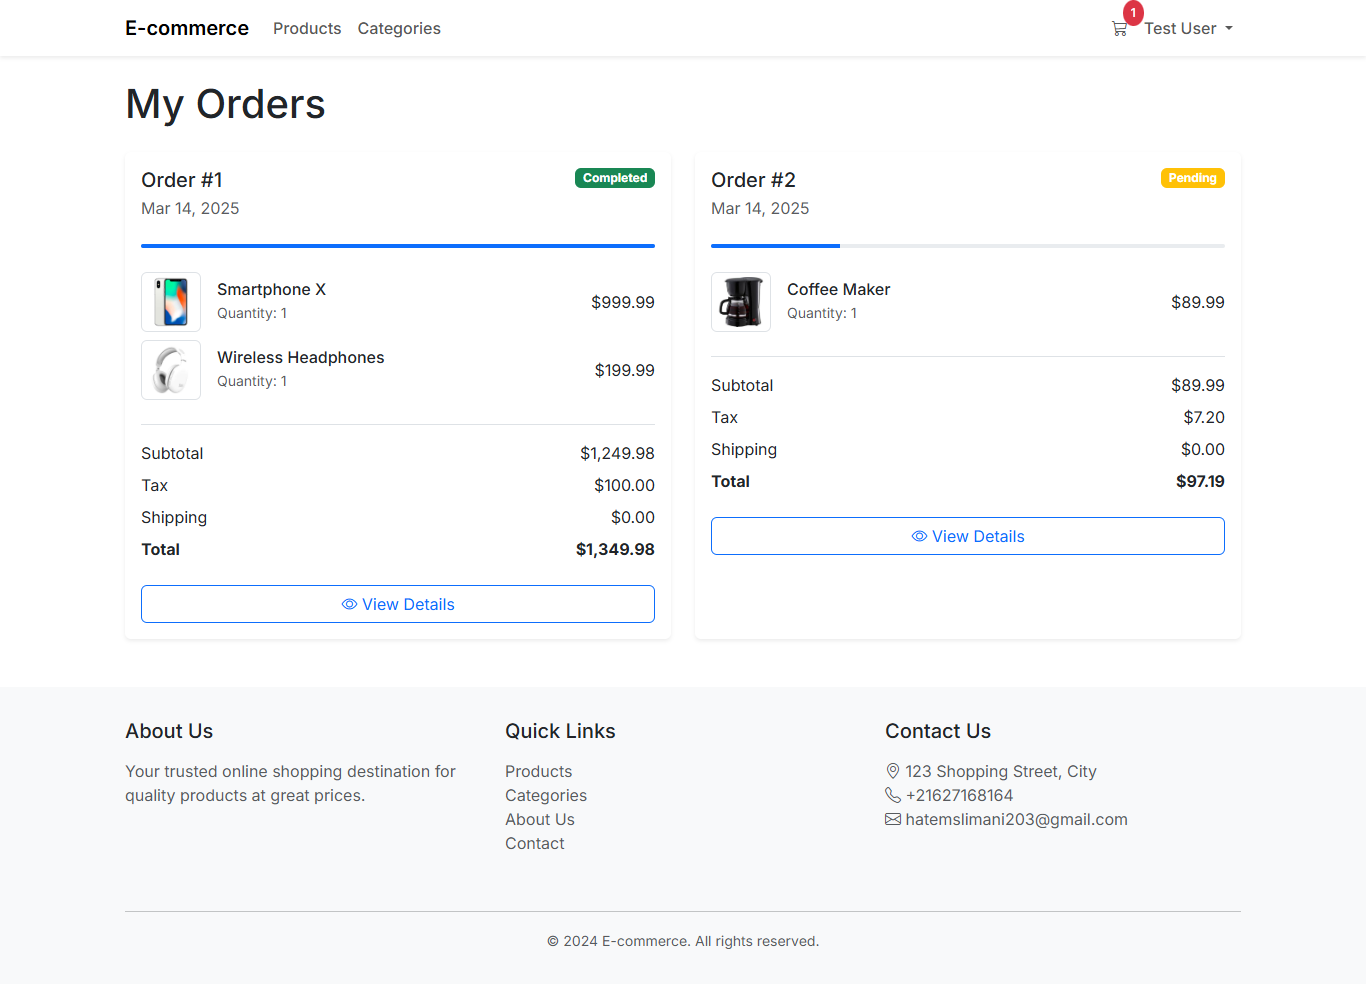 E-commerce Products Categories 1 Test User
My Orders
Order #1 Completed
Mar 14, 2025
Smartphone X
Quantity: 1
$999.99
Wireless Headphones
Quantity: 1
$199.99
Subtotal $1,249.98
Tax $100.00
Shipping $0.00
Total $1,349.98
View Details
Order #2 Pending
Mar 14, 2025
Coffee Maker
Quantity: 1
$89.99
Subtotal $89.99
Tax $7.20
Shipping $0.00
Total $97.19
View Details
About Us
Your trusted online shopping destination for
quality products at great prices.
Quick Links
Products
Categories
About Us
Contact
Contact Us
123 Shopping Street, City
+21627168164
hatemslimani203@gmail.com
© 2024 E-commerce. All rights reserved.